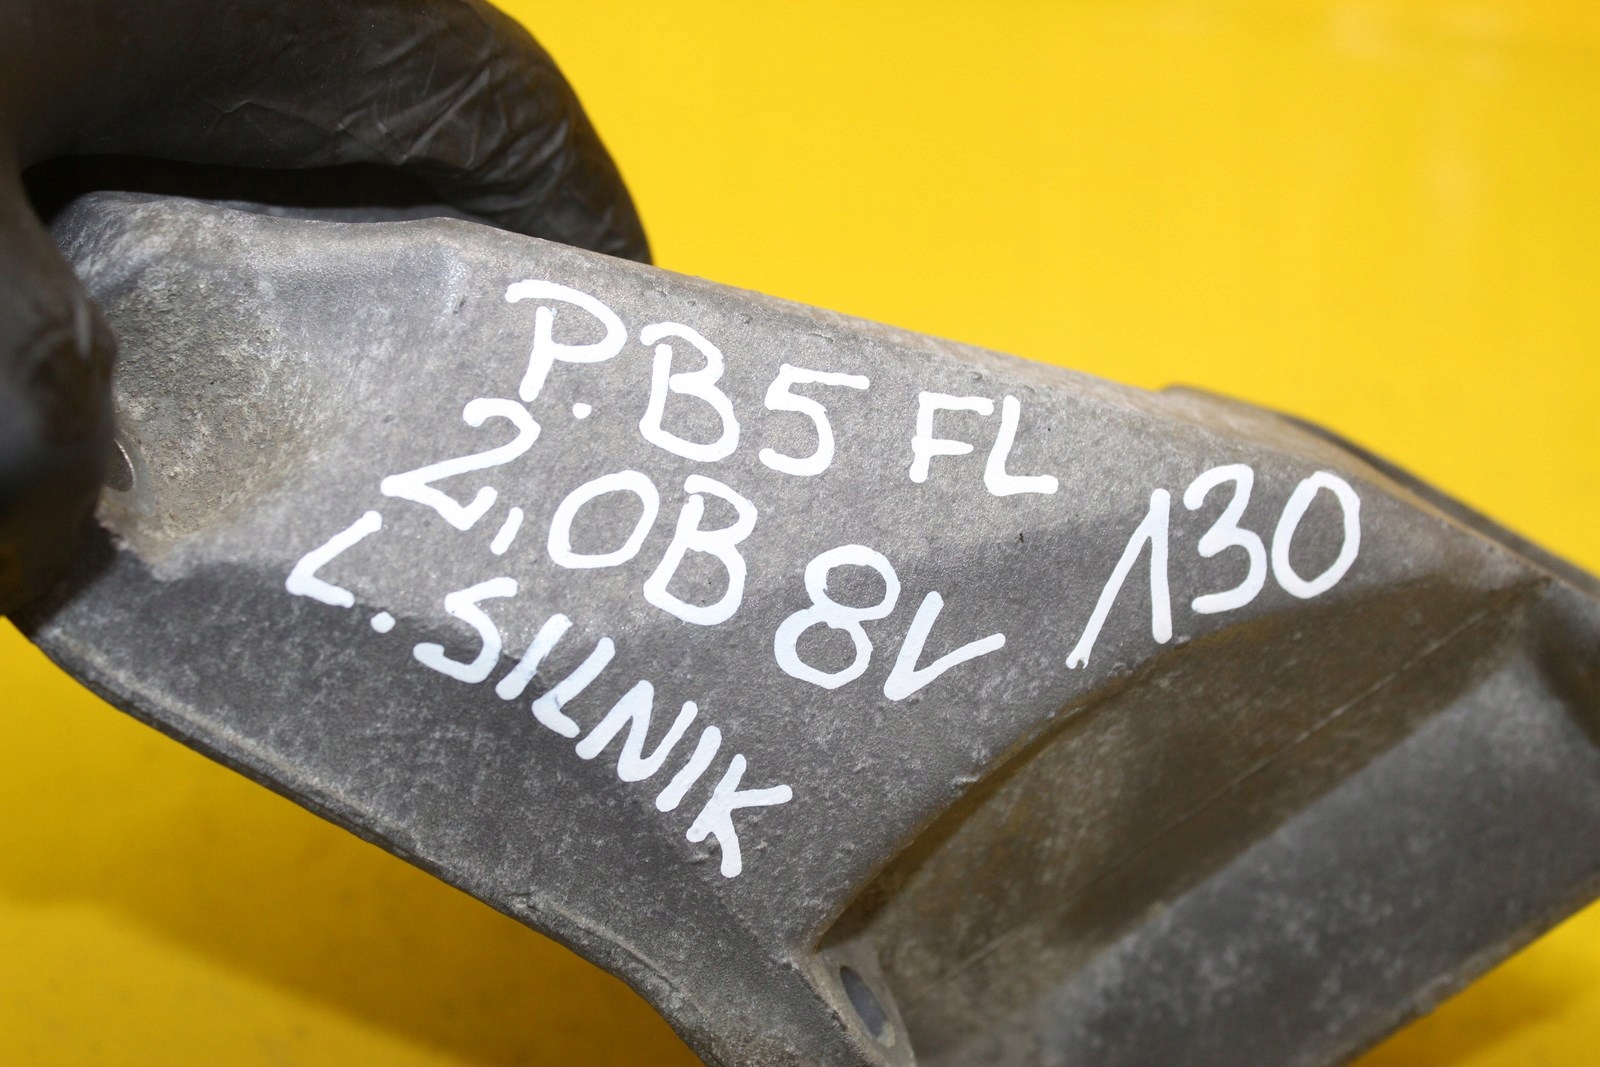 P.B5 FL
2,0B 8V 130
L.SILNIK